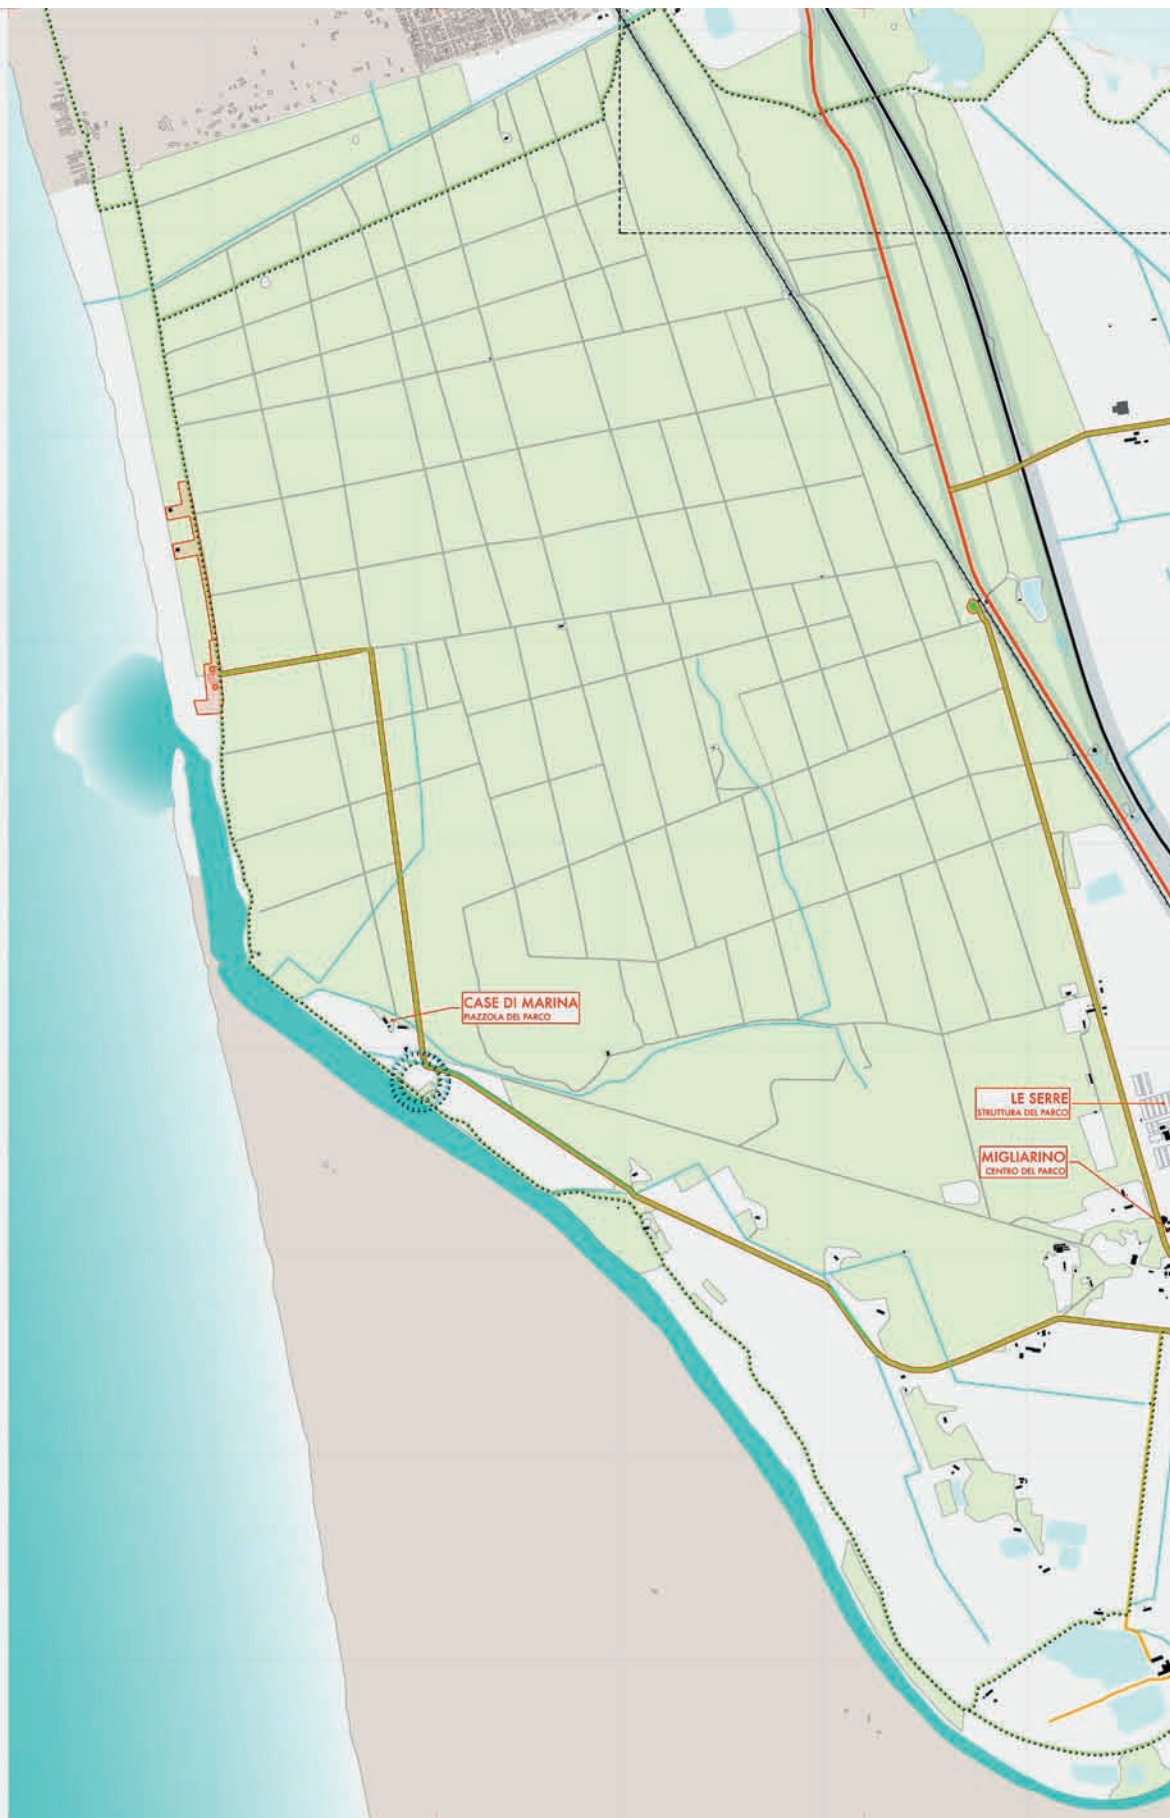 CASE DI MARINA
PIAZZOLA DEL PARCO
LE SERRE
STRUTTURA DEL PARCO
MIGLIARINO
CENTRO DEL PARCO